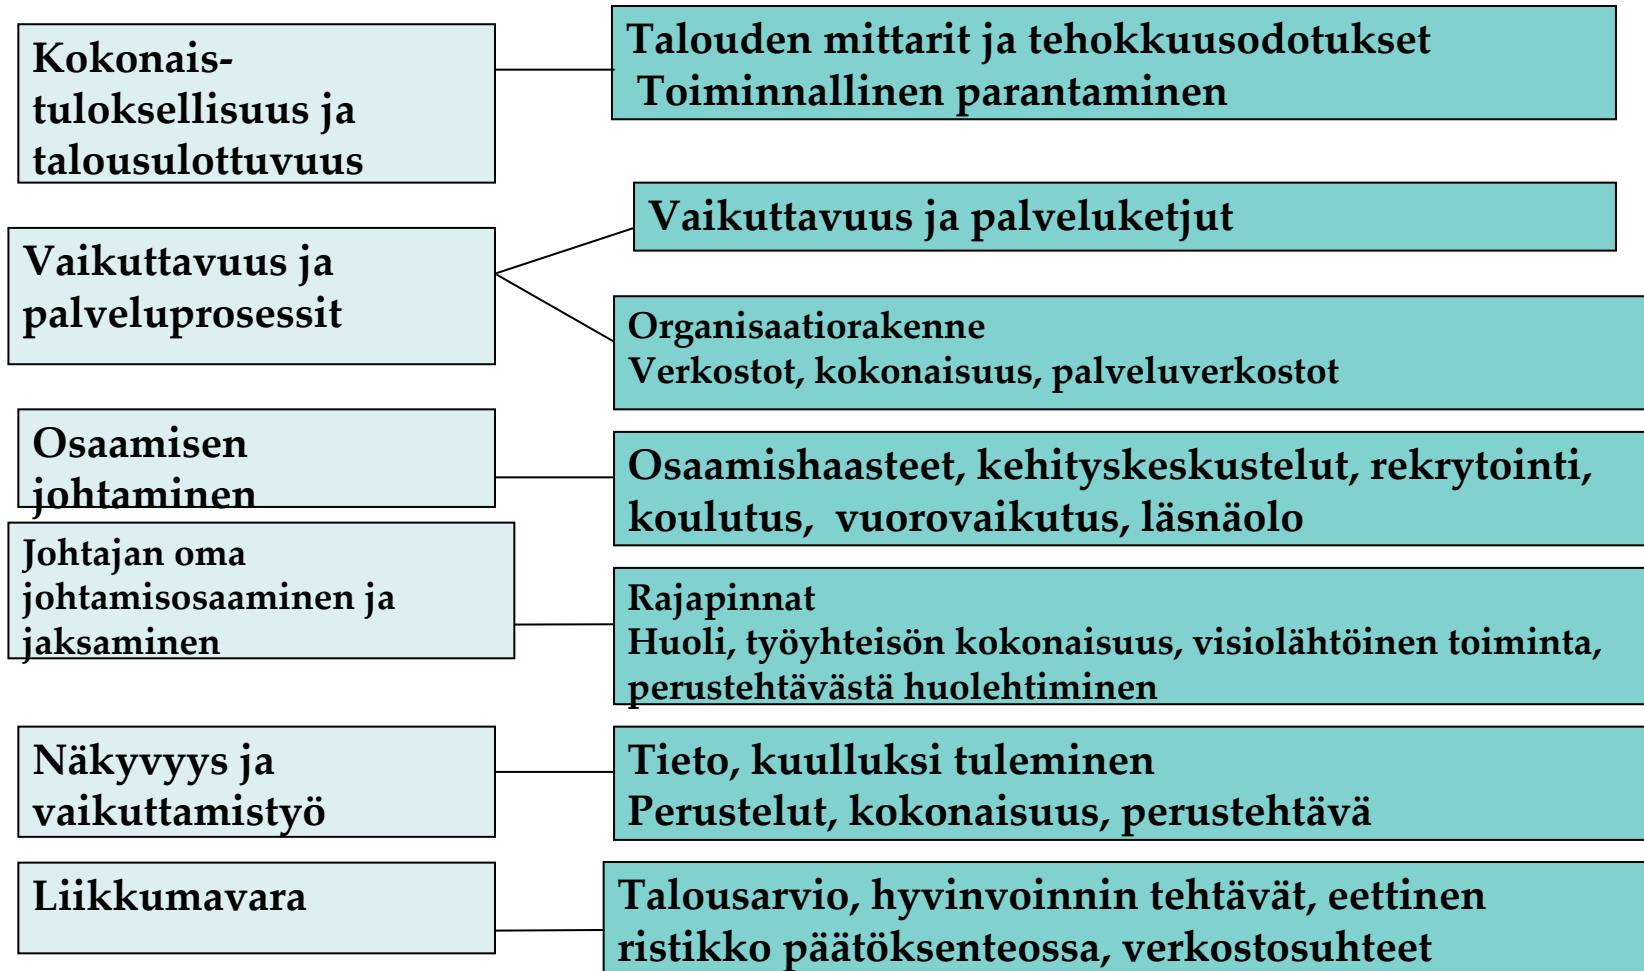 Kokonais-
tuloksellisuus ja
talousulottuvuus
Talouden mittarit ja tehokkuusodotukset
Toiminnallinen parantaminen
Vaikuttavuus ja
palveluprosessit
Vaikuttavuus ja palveluketjut
Organisaatiorakenne
Verkostot, kokonaisuus, palveluverkostot
Osaamisen
johtaminen
Osaamishaasteet, kehityskeskustelut, rekrytointi,
koulutus, vuorovaikutus, läsnäolo
Johtajan oma
johtamisosaaminen ja
jaksaminen
Rajapinnat
Huoli, työyhteisön kokonaisuus, visiolähtöinen toiminta,
perustehtävästä huolehtiminen
Näkyvyys ja
vaikuttamistyö
Tieto, kuulluksi tuleminen
Perustelut, kokonaisuus, perustehtävä
Liikkumavara
Talousarvio, hyvinvoinnin tehtävät, eettinen
ristikko päätöksenteossa, verkostosuhteet